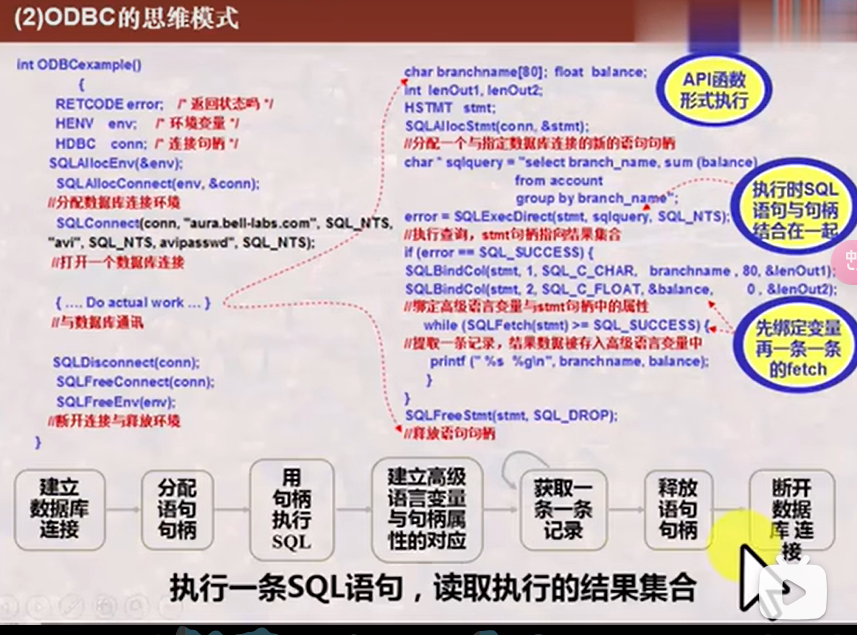 (2)ODBC的思维模式
int ODBCexample()
{
RETCODE error; /* 返回状态吗 */
HENV env; /* 环境变量 */
HDBC conn; /* 连接句柄 */
SQLAllocEnv(&env);
SQLAllocConnect(env, &conn);
//分配数据库连接环境
SQLConnect(conn, "aura.bell-labs.com", SQL_NTS,
"avi", SQL_NTS, avipasswd", SQL_NTS);
//打开一个数据库连接
{ .... Do actual work ... }
//与数据库通讯
SQLDisconnect(conn);
SQLFreeConnect(conn);
SQLFreeEnv(env);
//断开连接与释放环境
}
char branchname[80]; float balance;
int lenOut1, lenOut2;
HSTMT stmt;
SQLAllocStmt(conn, &stmt);
//分配一个与指定数据库连接的新的语句句柄
char * sqlquery = "select branch_name, sum (balance)
from account
group by branch_name";
error = SQLExecDirect(stmt, sqlquery, SQL_NTS);
//执行查询，stmt句柄指向结果集合
if (error == SQL_SUCCESS) {
SQLBindCol(stmt, 1, SQL_C_CHAR, branchname , 80, &lenOut1);
SQLBindCol(stmt, 2, SQL_C_FLOAT, &balance, 0 , &lenOut2);
//绑定高级语言变量与stmt句柄中的属性
while (SQLFetch(stmt) >= SQL_SUCCESS) {
//提取一条记录，结果数据被存入高级语言变量中
printf (" %s %g\n", branchname, balance);
}
}
SQLFreeStmt(stmt, SQL_DROP);
//释放语句句柄
API函数
形式执行
执行时SQL
语句与句柄
结合在一起
先绑定变量
再一条一条
的fetch
建立
数据库
连接
分配
语句
句柄
用
句柄
执行
SQL
建立高级
语言变量
与句柄属
性的对应
获取一
条一条
记录
释放
语句
句柄
断开
数据
库 连
接
执行一条SQL语句，读取执行的结果集合